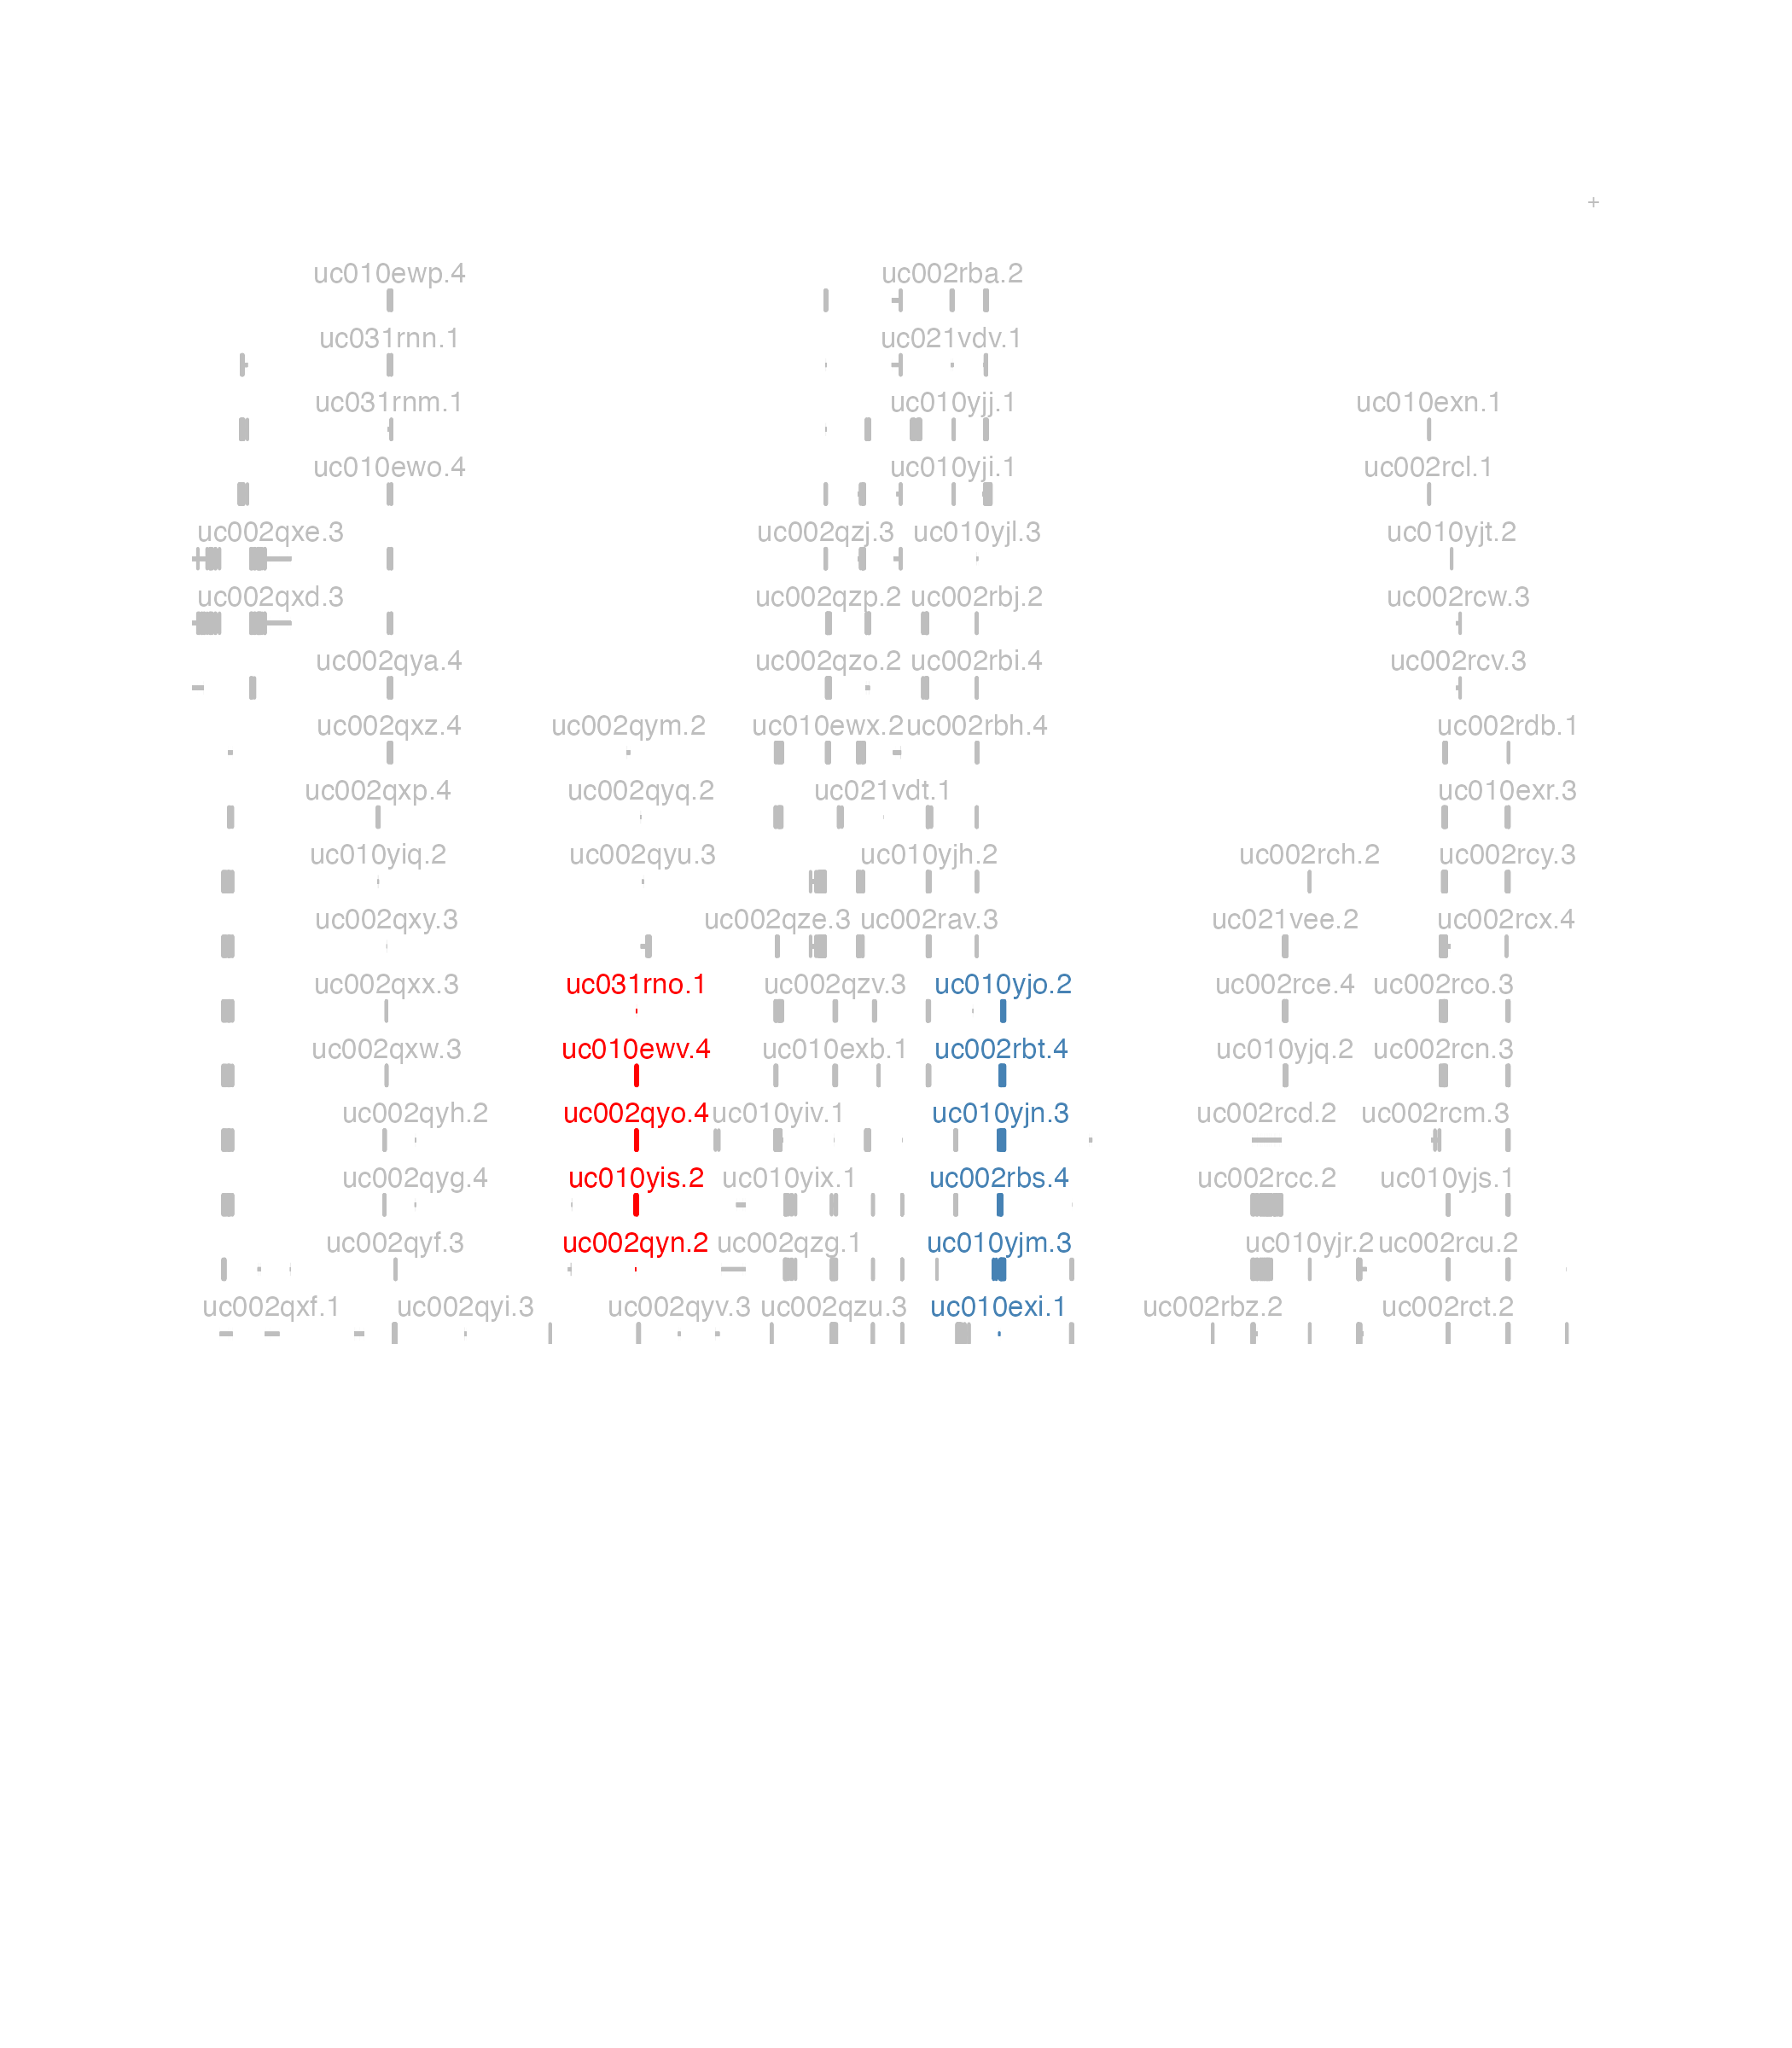 +
uc010ewp.4 uc002rba.2
uc031rnn.1 uc021vdv.1
uc031rnm.1 uc010yjj.1 uc010exn.1
uc010ewo.4 uc010yji.1 uc002rcl.1
uc002qxe.3 uc002qzj.3 uc010yjl.3 uc010yjt.2
uc002qxd.3 uc002qzp.2 uc002rbj.2 uc002rcw.3
uc002qya.4 uc002qzo.2 uc002rbi.4 uc002rcv.3
uc002qxz.4 uc002qym.2 uc010ewx.2 uc002rbh.4 uc002rdb.1
uc002qxp.4 uc002qyq.2 uc021vdt.1 uc010exr.3
uc010yiq.2 uc002qyu.3 uc010yjh.2 uc002rch.2 uc002rcy.3
uc002qxy.3 uc002qze.3 uc002rav.3 uc021vee.2 uc002rcx.4
uc002qxx.3 uc031rno.1 uc002qzv.3 uc010yjo.2 uc002rce.4 uc002rco.3
uc002qxw.3 uc010ewv.4 uc010exb.1 uc002rbt.4 uc010yjq.2 uc002rcn.3
uc002qyh.2 uc002qyo.4 uc010yiv.1 uc010yjn.3 uc002rcd.2 uc002rcm.3
uc002qyg.4 uc010yis.2 uc010yix.1 uc002rbs.4 uc002rcc.2 uc010yjs.1
uc002qyf.3 uc002qyn.2 uc002qzg.1 uc010yjm.3 uc010yjr.2 uc002rcu.2
uc002qxf.1 uc002qyi.3 uc002qyv.3 uc002qzu.3 uc010exi.1 uc002rbz.2 uc002rct.2